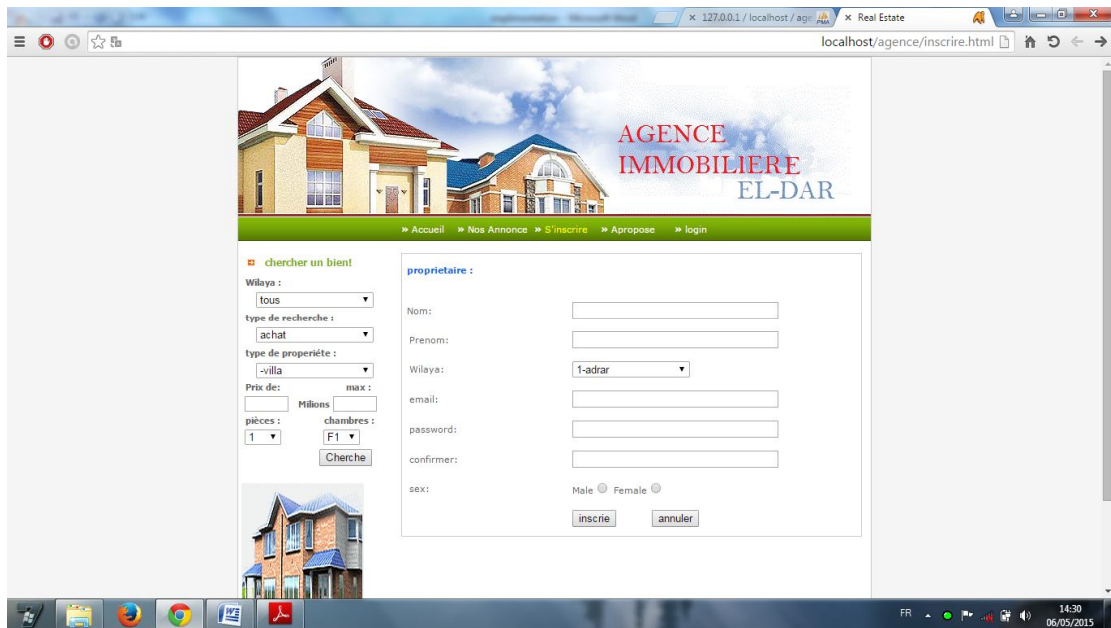 127.0.0.1 / localhost / age
Real Estate
localhost/agence/inscrire.html
AGENCE
IMMOBILIERE
EL-DAR
» Accueil » Nos Annonce » S'inscrire » Apropose » login
chercher un bien!
Wilaya :
tous
type de recherche :
achat
type de properiéte :
-villa
Prix de: max :
Milions
pièces : chambres :
1 F1
Cherche
proprietaire :
Nom:
Prenom:
Wilaya: 1-adrar
email:
password:
confirmer:
sex: Male Female
inscrie annuler
FR
14:30
06/05/2015